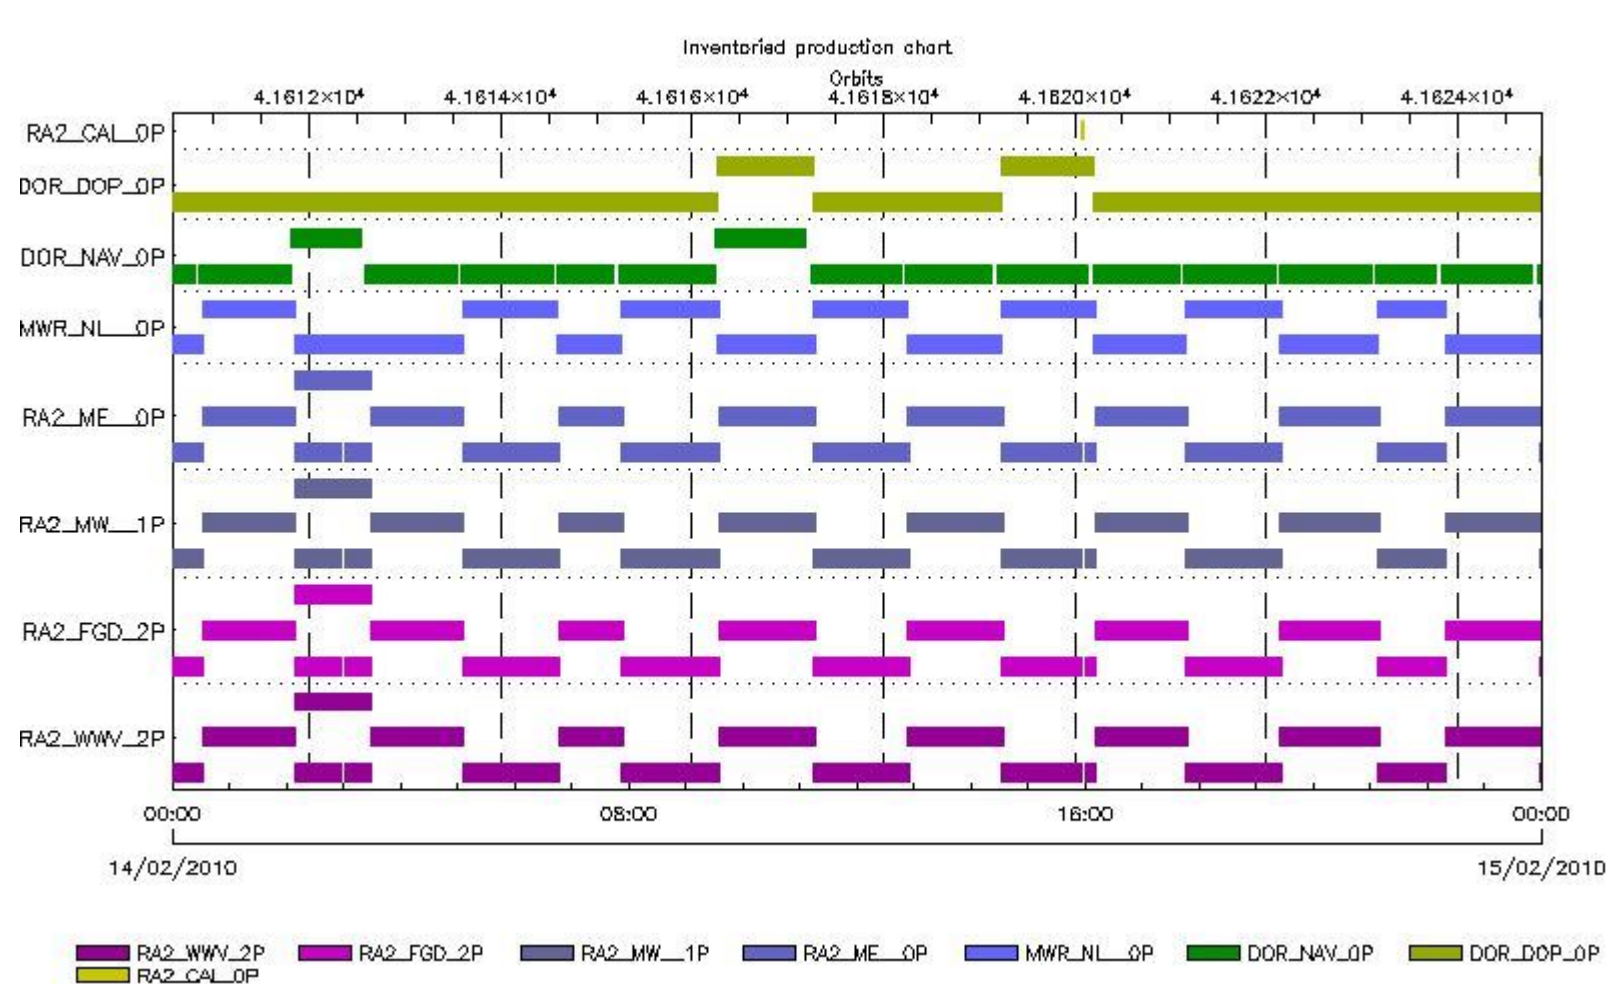 Inventoried production chart
Orbits
4.1612×10⁴ 4.1614×10⁴ 4.1616×10⁴ 4.1618×10⁴ 4.1620×10⁴ 4.1622×10⁴ 4.1624×10⁴
RA2_CAL_0P
DOR_DOP_0P
DOR_NAV_0P
MWR_NL__0P
RA2_ME__0P
RA2_MW__1P
RA2_FGD_2P
RA2_WWV_2P
00:00 08:00 16:00 00:00
14/02/2010 15/02/2010
RA2_WWV_2P RA2_FGD_2P RA2_MW__1P RA2_ME__0P MWR_NL__0P DOR_NAV_0P DOR_DOP_0P
RA2_CAL_0P